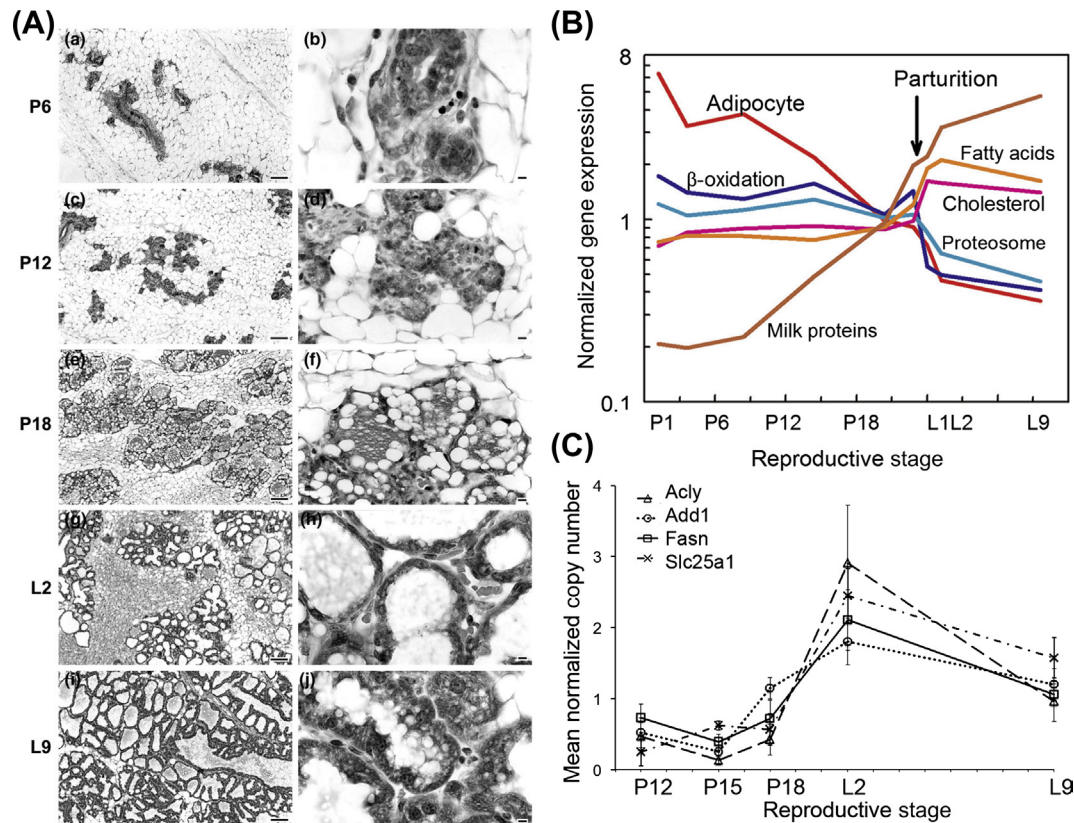 (A)
(a)
(b)
P6
(c)
(d)
P12
(e)
(f)
P18
(g)
(h)
L2
(i)
(j)
L9
(B)
8
1
0.1
Normalized gene expression
Parturition
Adipocyte
Fatty acids
β-oxidation
Cholesterol
Proteosome
Milk proteins
P1 P6 P12 P18 L1L2 L9
Reproductive stage
(C)
4
3
2
1
0
Mean normalized copy number
Acly
Add1
Fasn
Slc25a1
P12 P15 P18 L2 L9
Reproductive stage